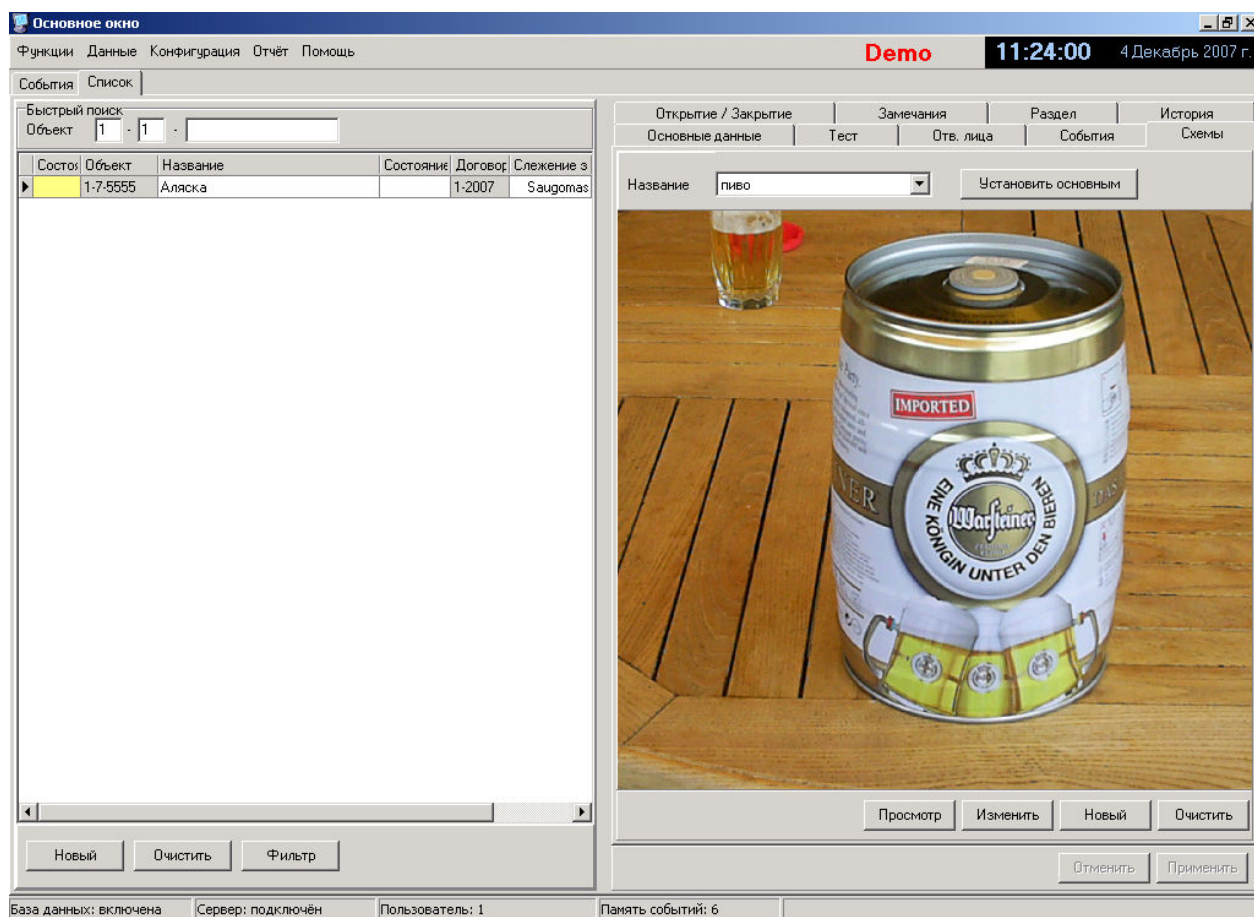 Основное окно
Функции Данные Конфигурация Отчёт Помощь
Demo
11:24:00
4 Декабрь 2007 г.
События Список
Быстрый поиск
Объект 1 - 1 -
Объект Название Состояние Договор Слежение з
1-7-5555 Аляска 1-2007 Saugomas
Открытие / Закрытие Замечания Раздел История
Основные данные Тест Отв. лица События Схемы
Название пиво Установить основным
IMPORTED
EINE KÖNIGIN UNTER DEN BIEREN
Warsteiner
DAS
Просмотр Изменить Новый Очистить
Новый Очистить Фильтр
Отменить Применить
База данных: включена Сервер: подключён Пользователь: 1 Память событий: 6